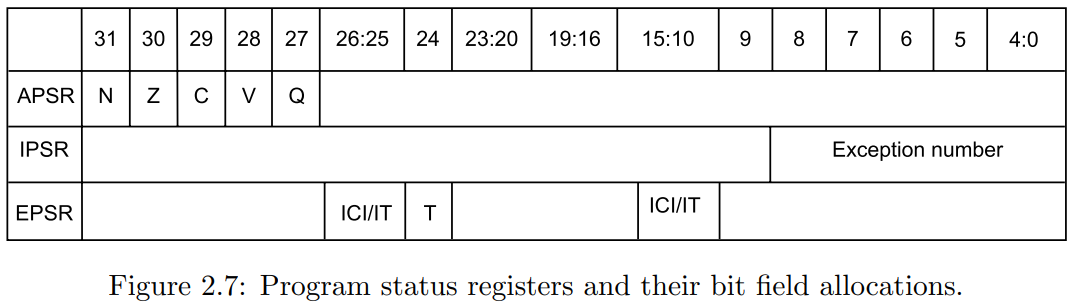 31 30 29 28 27 26:25 24 23:20 19:16 15:10 9 8 7 6 5 4:0
APSR N Z C V Q
IPSR Exception number
EPSR ICI/IT T ICI/IT
Figure 2.7: Program status registers and their bit field allocations.